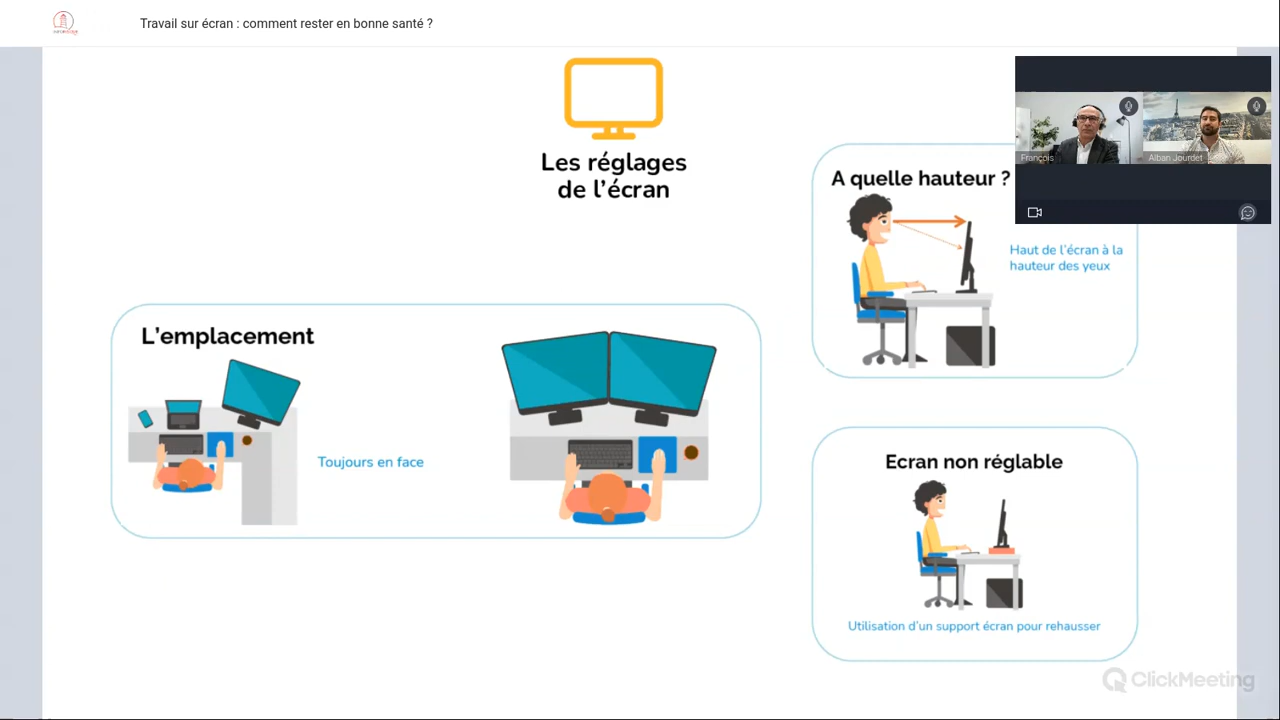 Travail sur écran : comment rester en bonne santé ?
Les réglages
de l'écran
François
Alban Jourdet
A quelle hauteur ?
Haut de l'écran à la
hauteur des yeux
L'emplacement
Toujours en face
Ecran non réglable
Utilisation d'un support écran pour rehausser
ClickMeeting